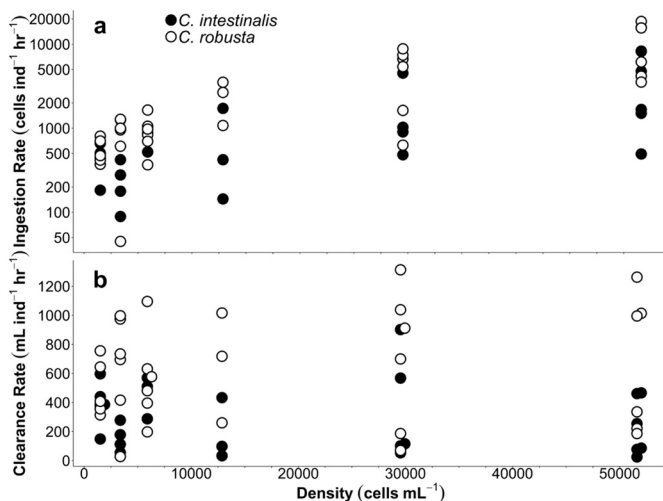 a
C. intestinalis
C. robusta
Ingestion Rate (cells ind⁻¹ hr⁻¹)
20000
10000
5000
2000
1000
500
200
100
50
b
Clearance Rate (mL ind⁻¹ hr⁻¹)
1200
1000
800
600
400
200
0
0 10000 20000 30000 40000 50000
Density (cells mL⁻¹)